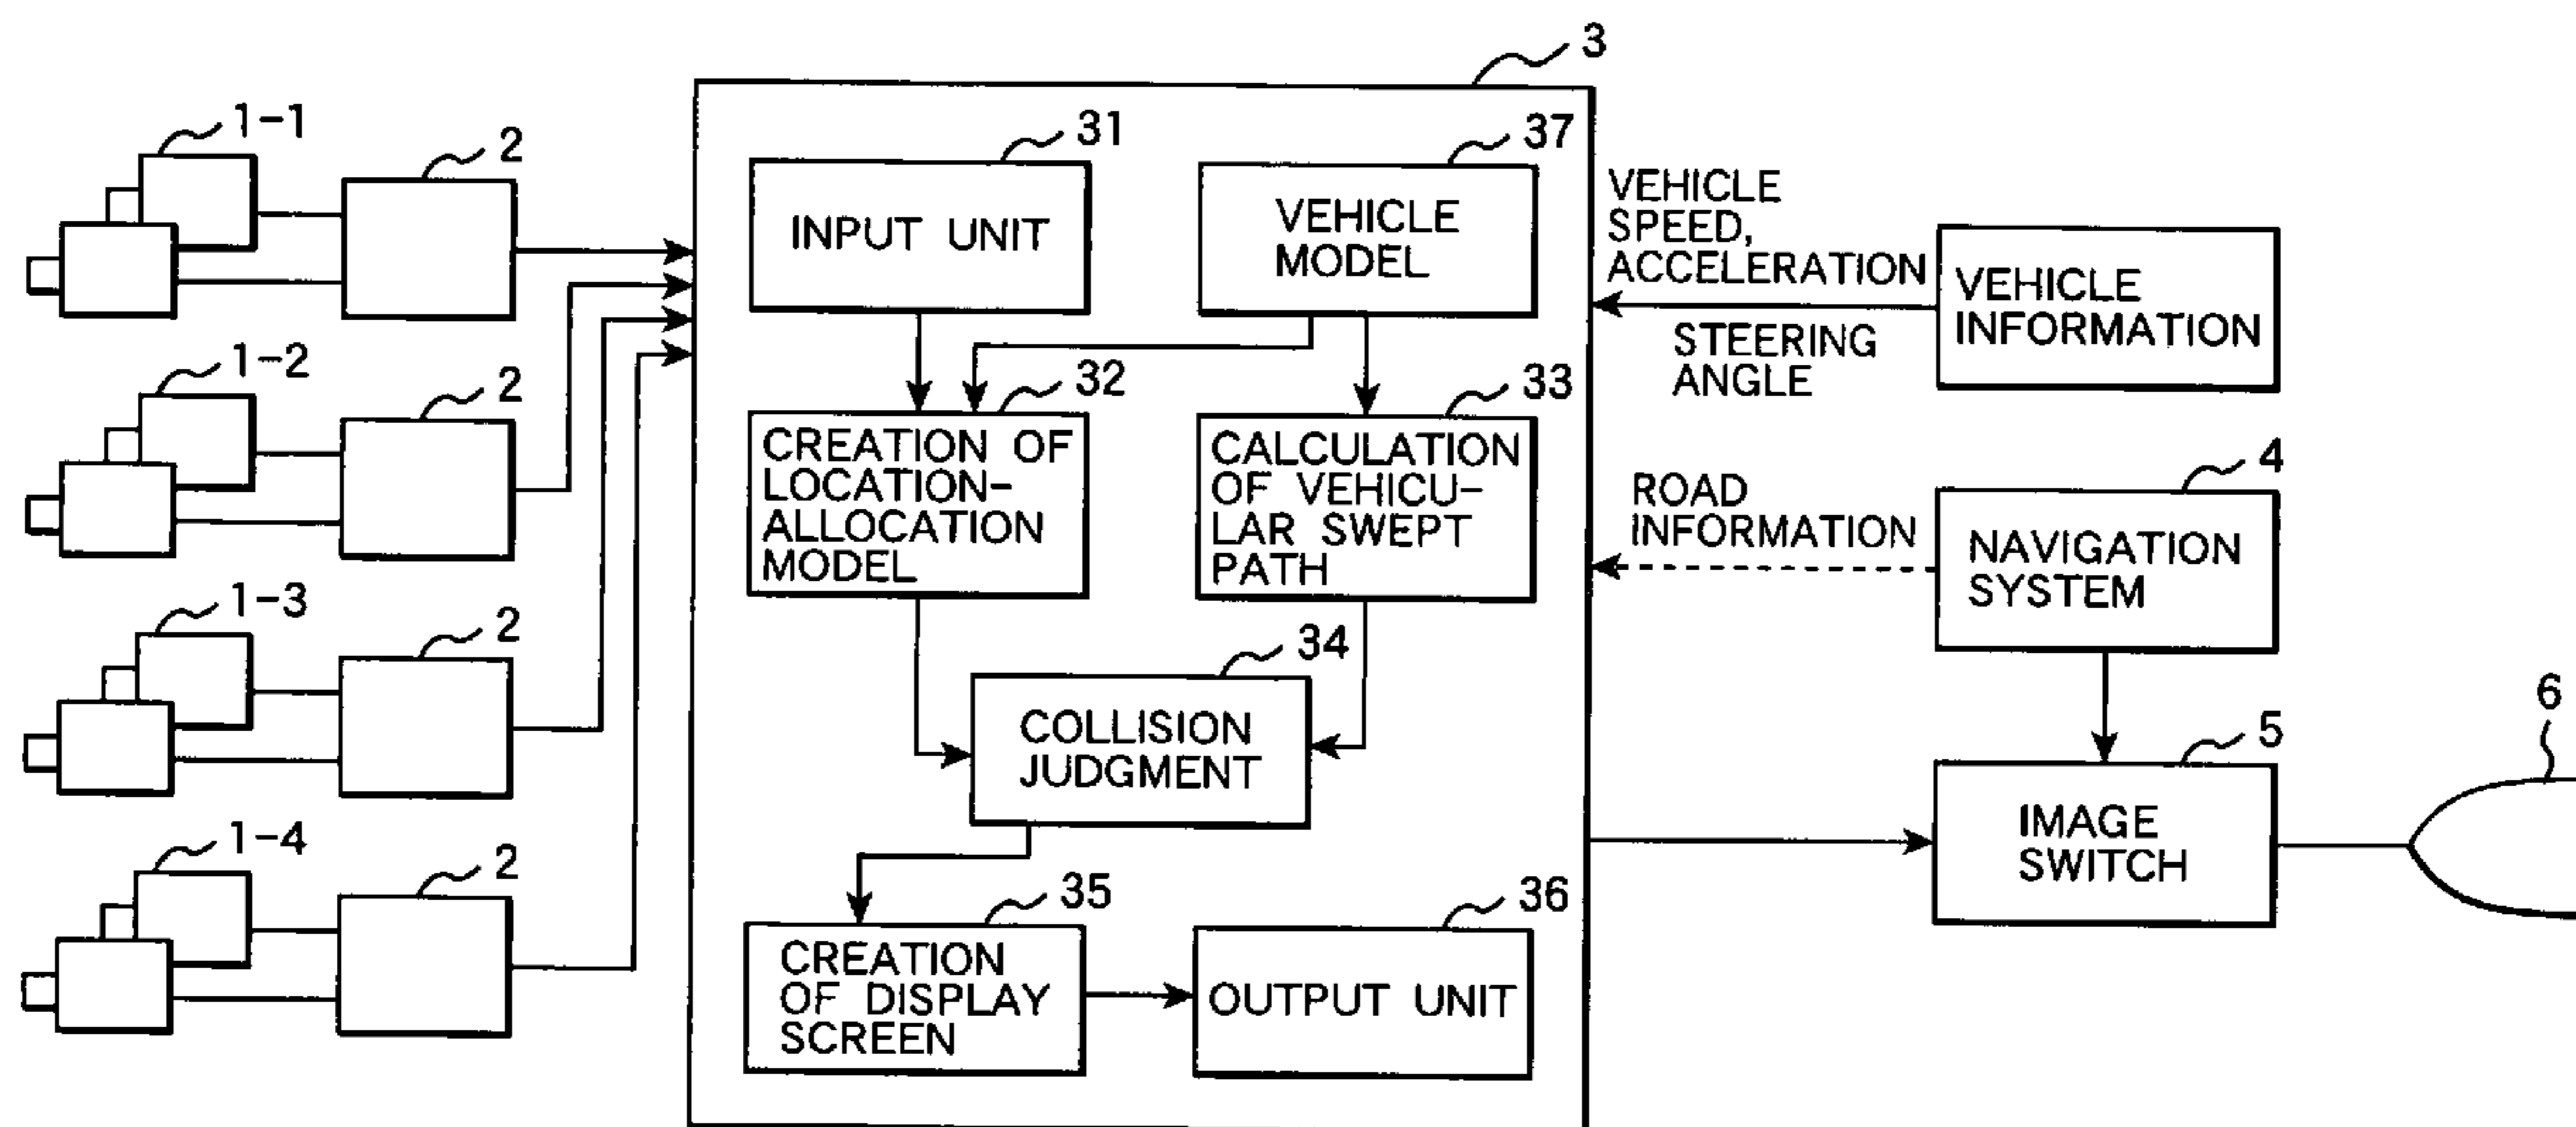 3
1-1
2
31
INPUT UNIT
37
VEHICLE
MODEL
VEHICLE
SPEED,
ACCELERATION
STEERING
ANGLE
VEHICLE
INFORMATION
1-2
2
32
CREATION OF
LOCATION-
ALLOCATION
MODEL
33
CALCULATION
OF VEHICU-
LAR SWEPT
PATH
ROAD
INFORMATION
4
NAVIGATION
SYSTEM
1-3
2
34
COLLISION
JUDGMENT
5
IMAGE
SWITCH
6
1-4
2
35
CREATION
OF DISPLAY
SCREEN
36
OUTPUT UNIT